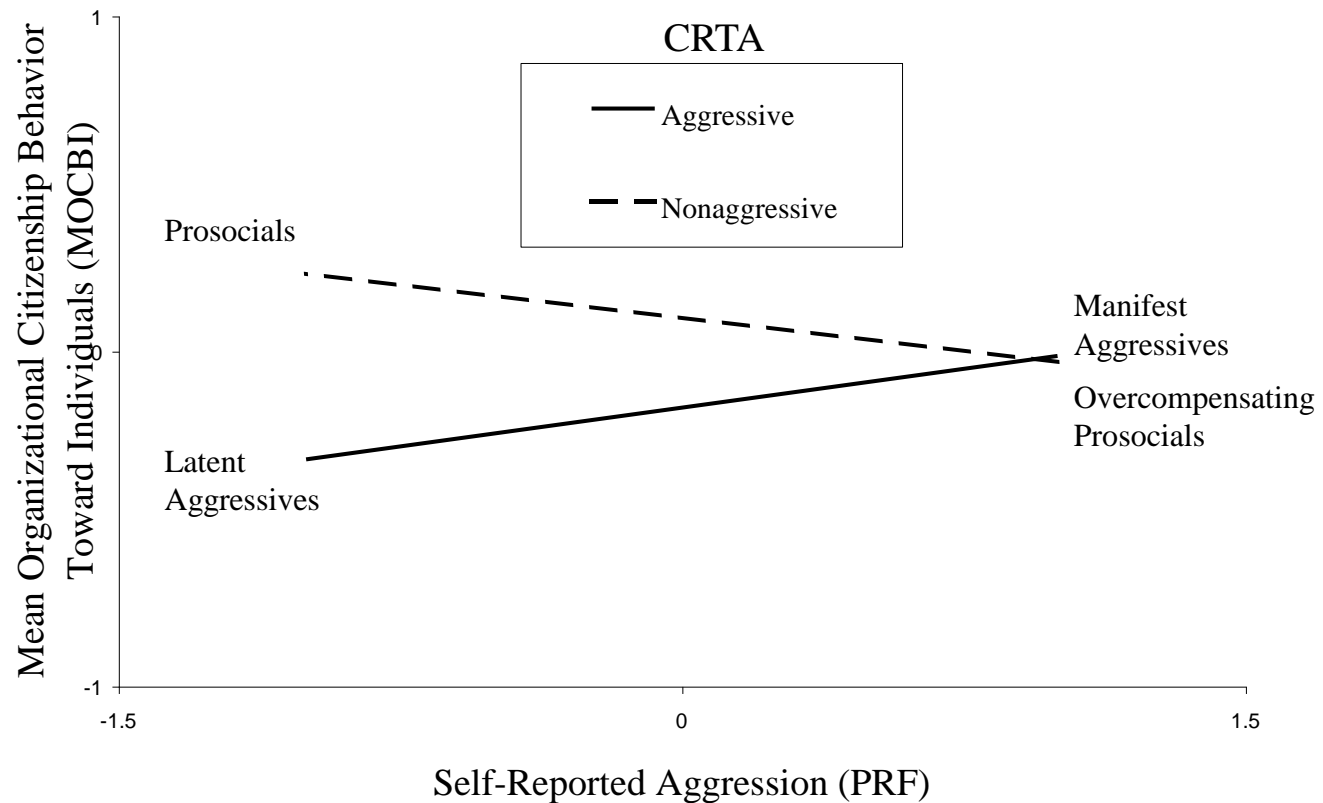 Mean Organizational Citizenship Behavior
Toward Individuals (MOCBI)
1
0
-1
CRTA
Aggressive
Nonaggressive
Prosocials
Latent
Aggressives
Manifest
Aggressives
Overcompensating
Prosocials
-1.5
0
1.5
Self-Reported Aggression (PRF)